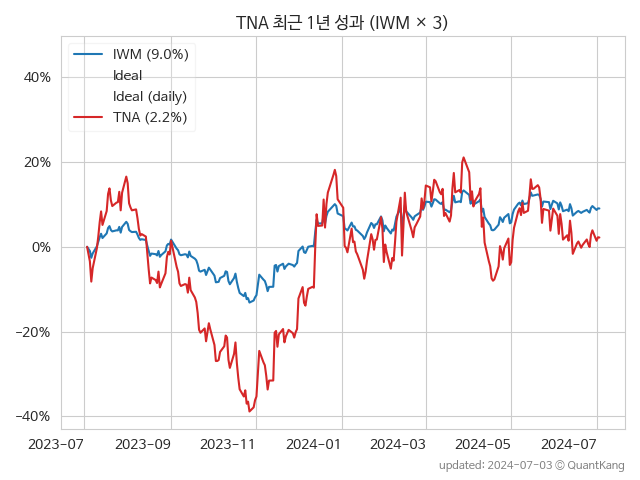 TNA 최근 1년 성과 (IWM × 3)
IWM (9.0%)
Ideal
Ideal (daily)
TNA (2.2%)
40%
20%
0%
−20%
−40%
2023-07 2023-09 2023-11 2024-01 2024-03 2024-05 2024-07
updated: 2024-07-03 © QuantKang